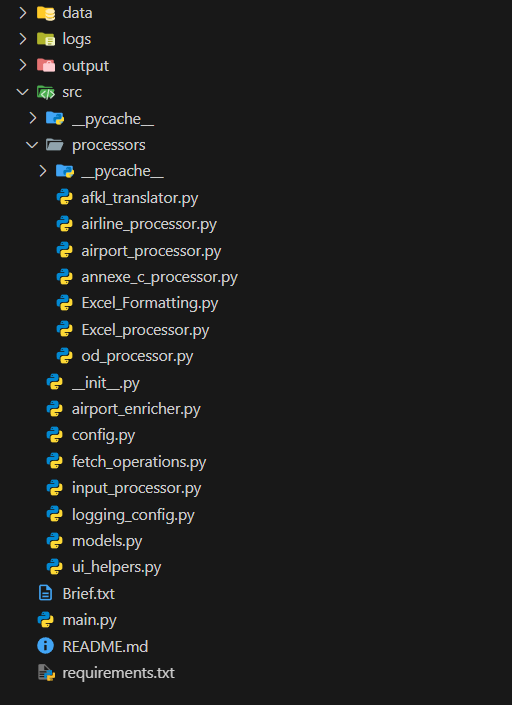 data
logs
output
src
__pycache__
processors
__pycache__
afkl_translator.py
airline_processor.py
airport_processor.py
annexe_c_processor.py
Excel_Formatting.py
Excel_processor.py
od_processor.py
__init__.py
airport_enricher.py
config.py
fetch_operations.py
input_processor.py
logging_config.py
models.py
ui_helpers.py
Brief.txt
main.py
README.md
requirements.txt